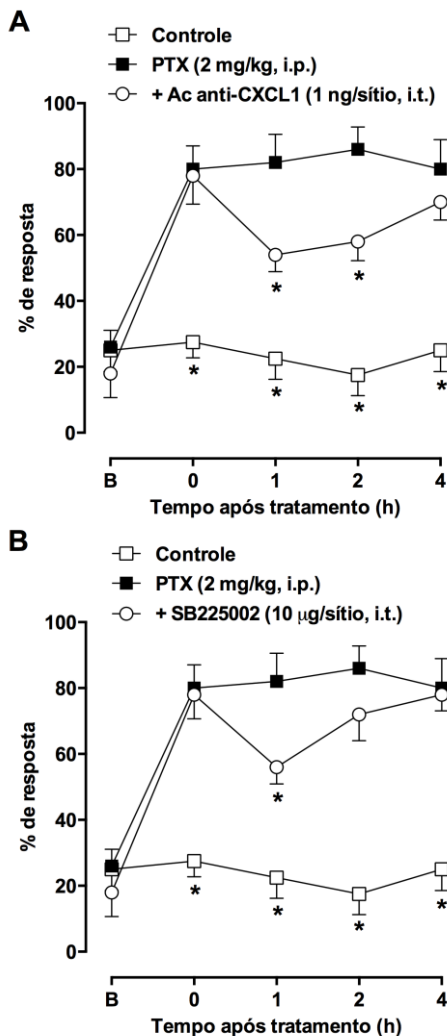 A
Controle
PTX (2 mg/kg, i.p.)
+ Ac anti-CXCL1 (1 ng/sítio, i.t.)
100
80
60
40
20
0
% de resposta
*
*
*
*
*
*
B
0
1
2
4
Tempo após tratamento (h)
B
Controle
PTX (2 mg/kg, i.p.)
+ SB225002 (10 µg/sítio, i.t.)
100
80
60
40
20
0
% de resposta
*
*
*
*
*
B
0
1
2
4
Tempo após tratamento (h)